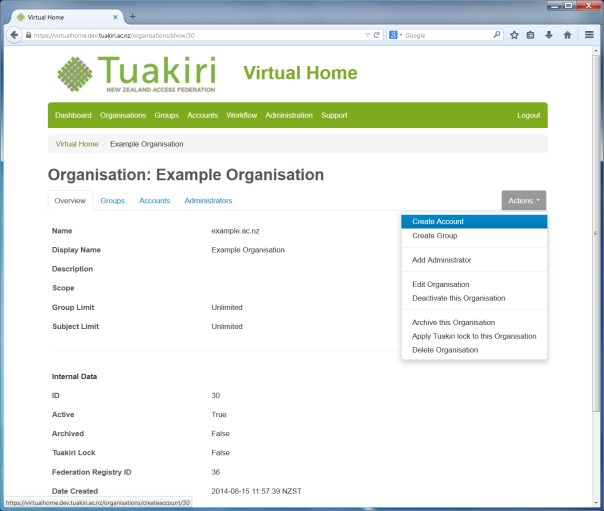 Virtual Home
https://virtualhome.dev.tuakiri.ac.nz/organisations/show/30
Google
Tuakiri
NEW ZEALAND ACCESS FEDERATION
Virtual Home
Dashboard Organisations Groups Accounts Workflow Administration Support Logout
Virtual Home / Example Organisation
Organisation: Example Organisation
Overview Groups Accounts Administrators Actions
Create Account
Create Group
Add Administrator
Edit Organisation
Deactivate this Organisation
Archive this Organisation
Apply Tuakiri lock to this Organisation
Delete Organisation
Name example.ac.nz
Display Name Example Organisation
Description
Scope
Group Limit Unlimited
Subject Limit Unlimited
Internal Data
ID 30
Active True
Archived False
Tuakiri Lock False
Federation Registry ID 36
Date Created 2014-08-15 11:57:39 NZST
https://virtualhome.dev.tuakiri.ac.nz/organisations/createaccount/30